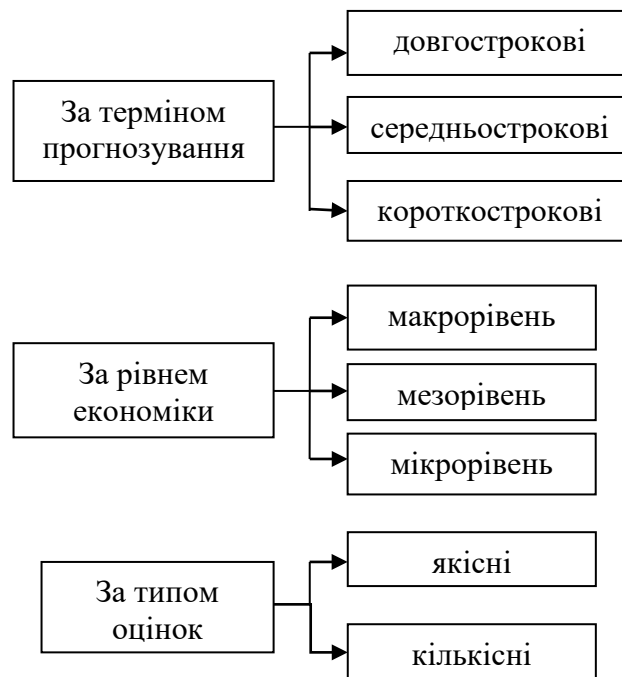 За терміном
прогнозування
довгострокові
середньострокові
короткострокові
За рівнем
економіки
макрорівень
мезорівень
мікрорівень
За типом
оцінок
якісні
кількісні